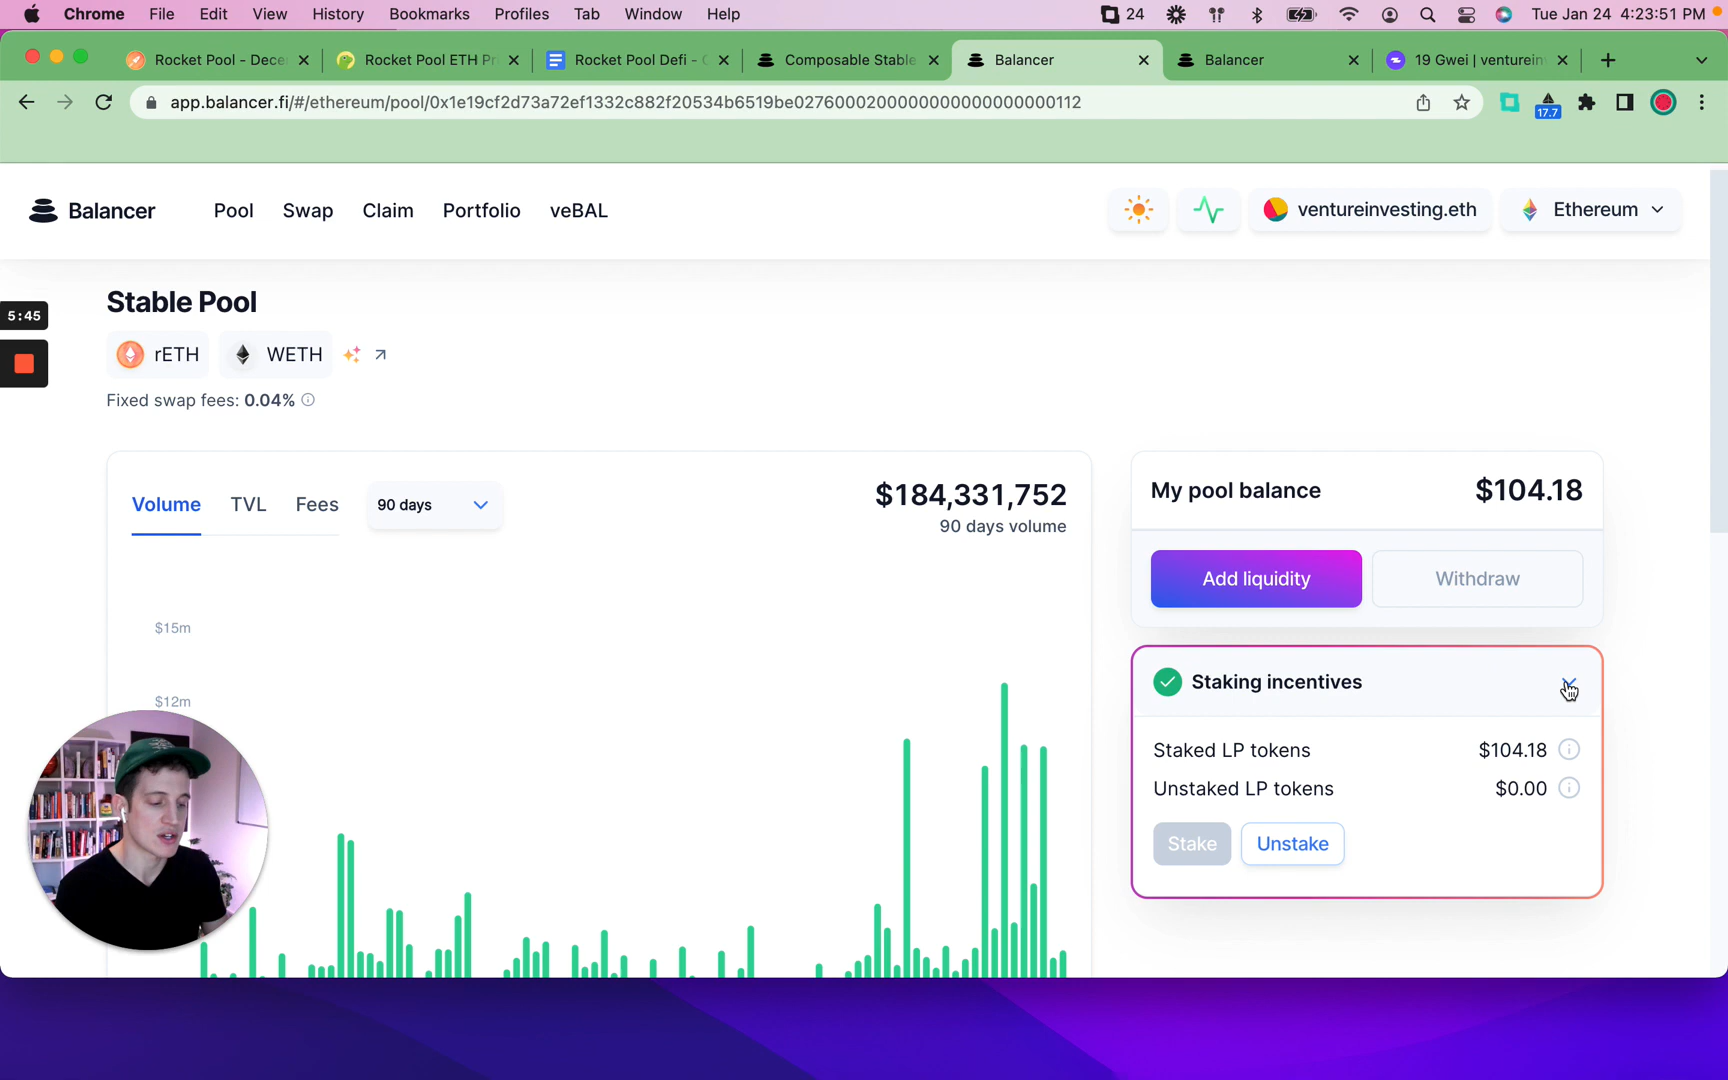 Chrome File Edit View History Bookmarks Profiles Tab Window Help 24 Tue Jan 24 4:23:51 PM
Rocket Pool - Dece Rocket Pool ETH Pr Rocket Pool Defi - Composable Stable Balancer Balancer 19 Gwei | venturein
app.balancer.fi/#/ethereum/pool/0x1e19cf2d73a72ef1332c882f20534b6519be0276000200000000000000000112
17.7
Balancer Pool Swap Claim Portfolio veBAL ventureinvesting.eth Ethereum
Stable Pool
5:45
rETH WETH
Fixed swap fees: 0.04%
Volume TVL Fees 90 days
$184,331,752
90 days volume
$15m
$12m
My pool balance $104.18
Add liquidity Withdraw
Staking incentives
Staked LP tokens $104.18
Unstaked LP tokens $0.00
Stake Unstake